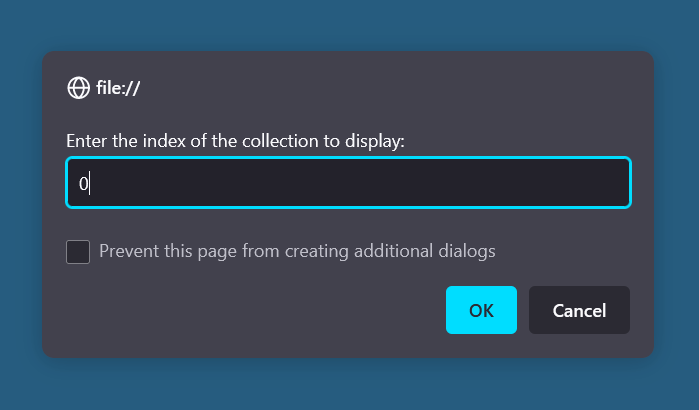 file://
Enter the index of the collection to display:
0
Prevent this page from creating additional dialogs
OK Cancel